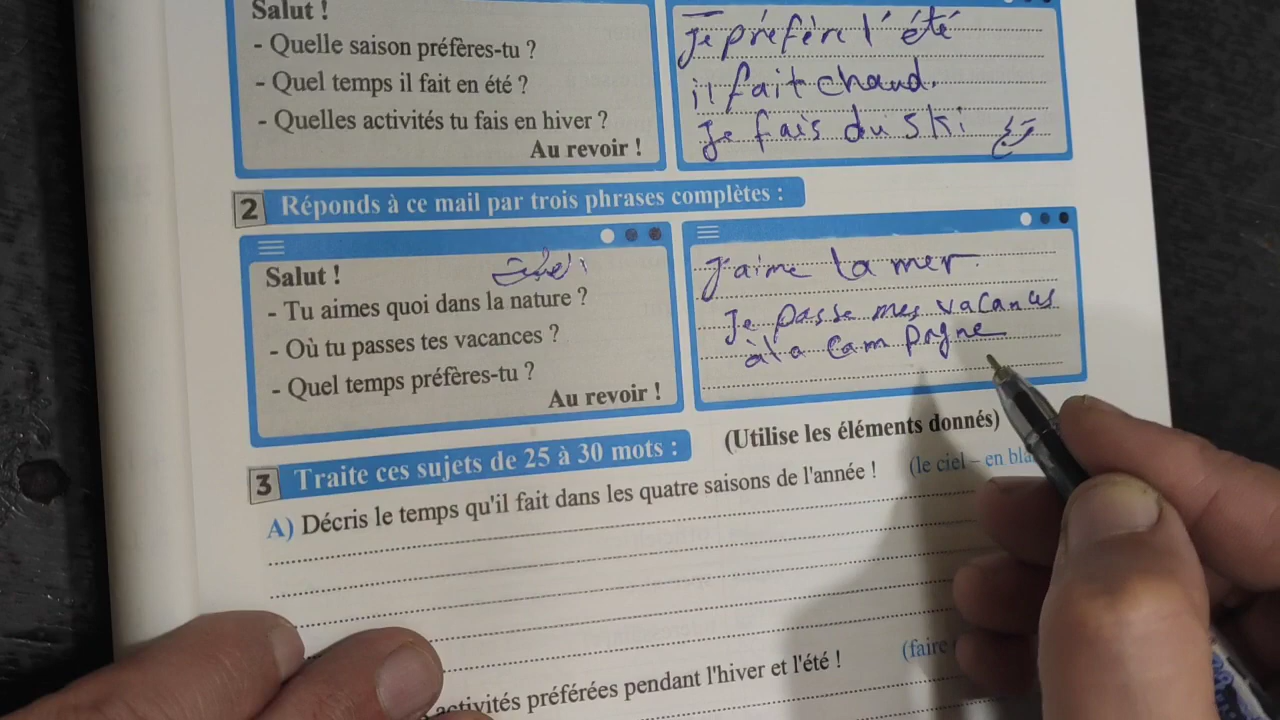 Salut !
- Quelle saison préfères-tu ?
- Quel temps il fait en été ?
- Quelles activités tu fais en hiver ?
Au revoir !
Je préfère l'été
il fait chaud.
Je fais du ski
2 Réponds à ce mail par trois phrases complètes :
Salut !
- Tu aimes quoi dans la nature ?
- Où tu passes tes vacances ?
- Quel temps préfères-tu ?
Au revoir !
J'aime la mer.
Je passe mes vacances
à la campagne
3 Traite ces sujets de 25 à 30 mots :
(Utilise les éléments donnés)
A) Décris le temps qu'il fait dans les quatre saisons de l'année !
(le ciel – en
activités préférées pendant l'hiver et l'été !
(faire